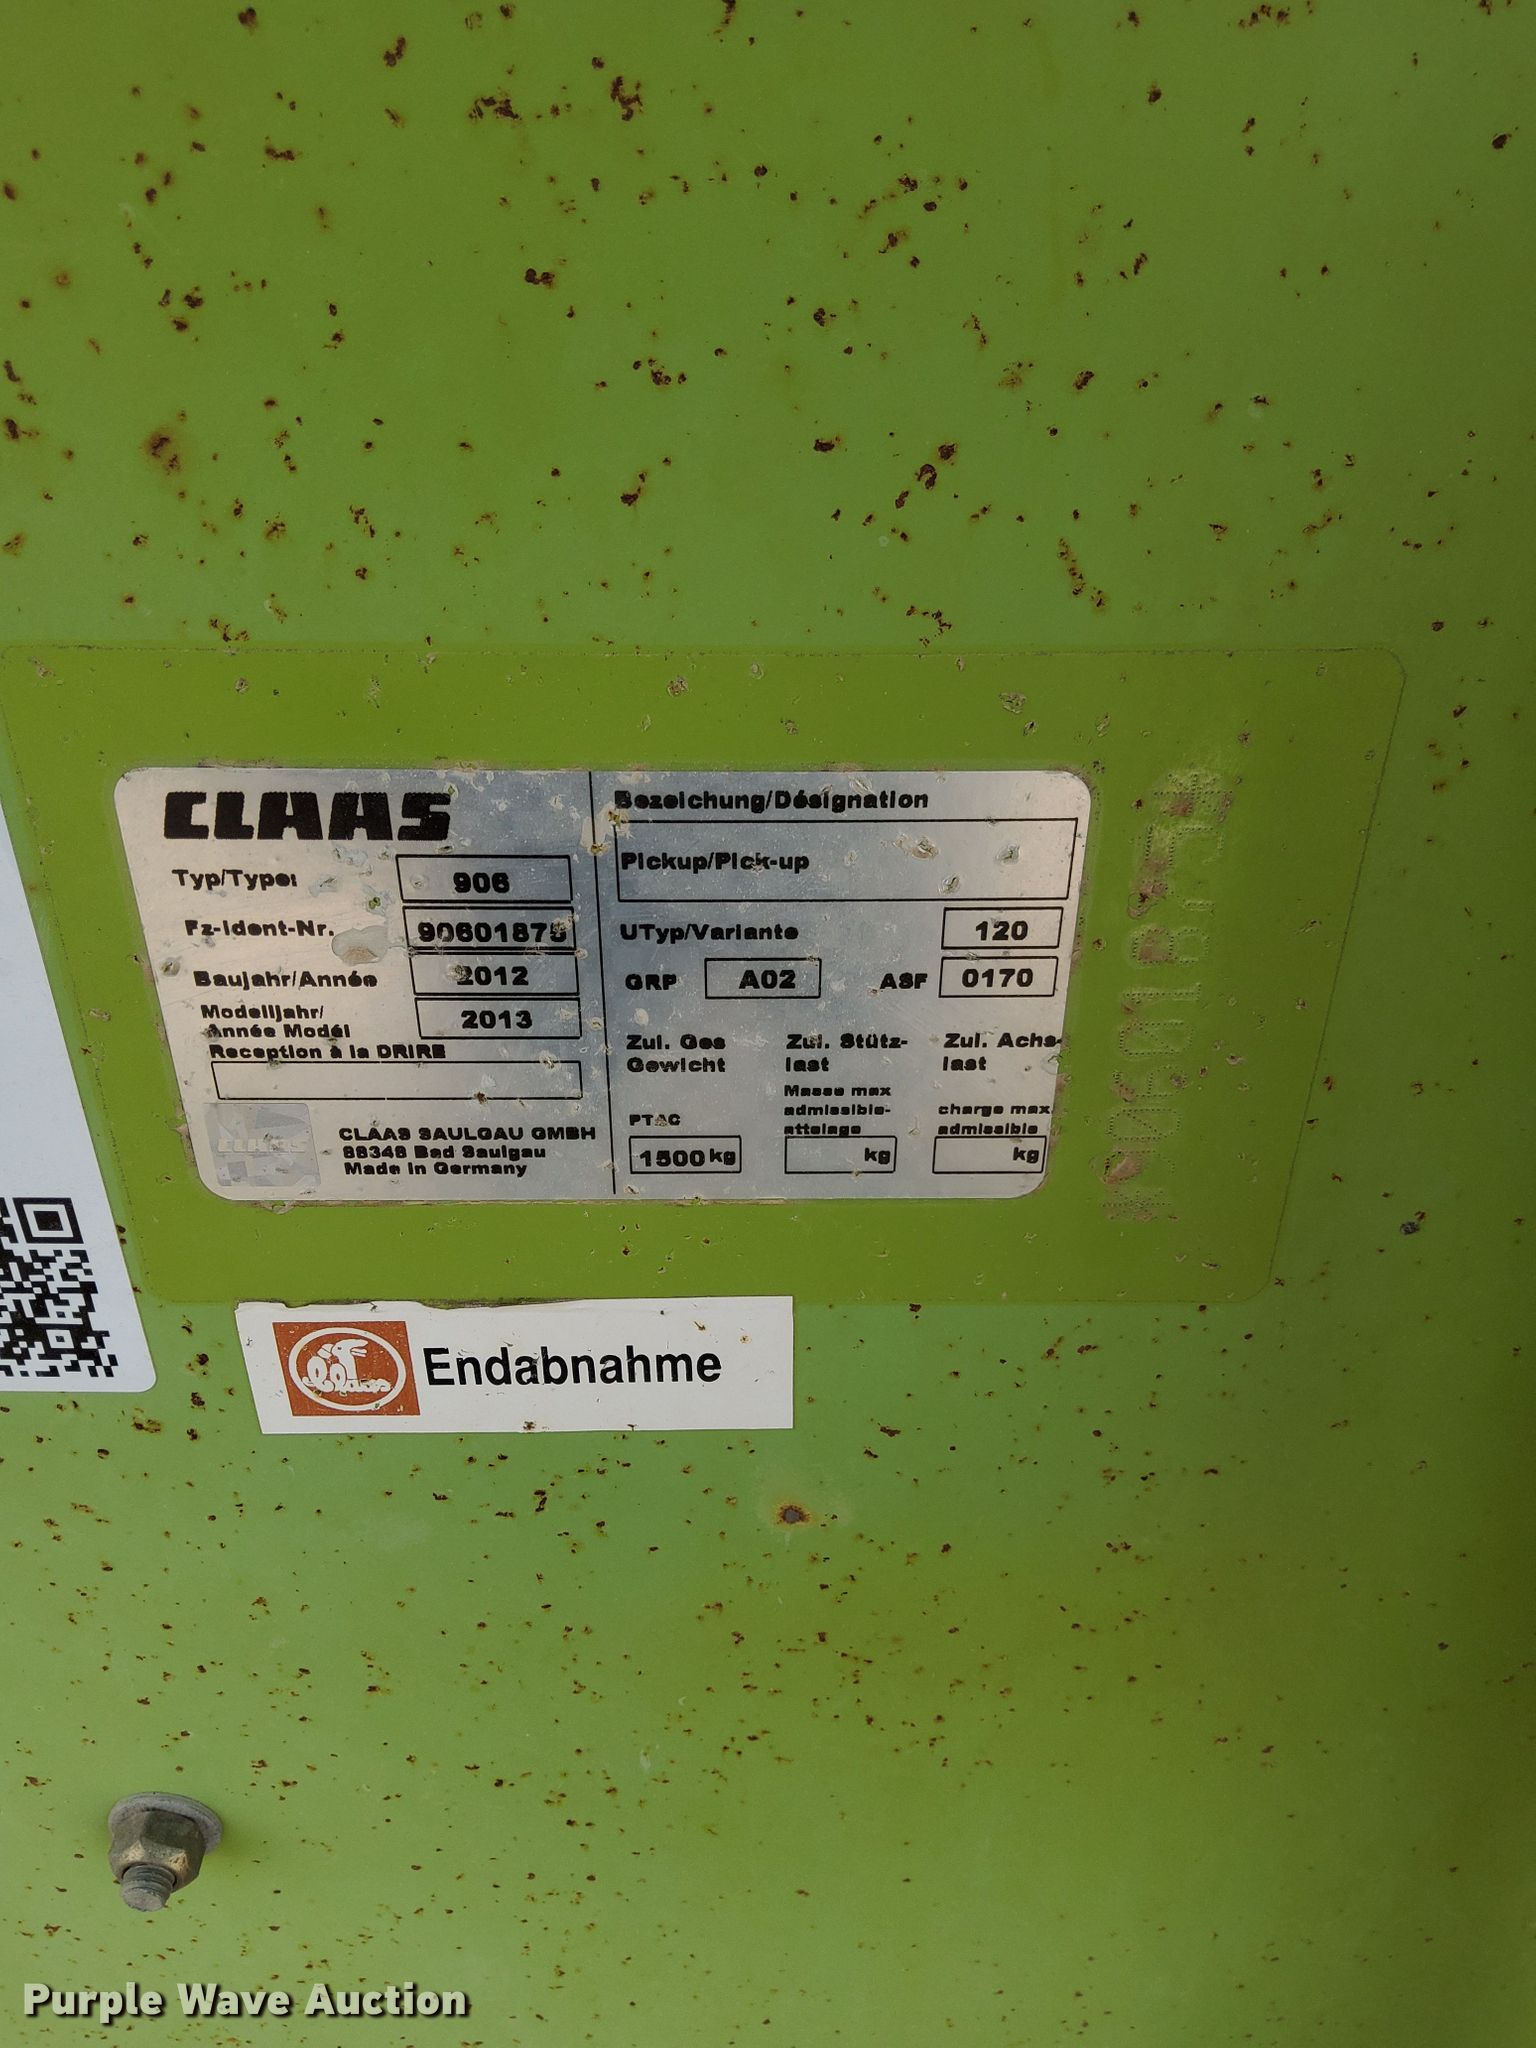 CLAAS
Typ/Type: 906
Fz-Ident-Nr. 90601875
Baujahr/Année 2012
Modelljahr/
Année Modél 2013
Reception à la DRIRE
CLAAS
CLAAS SAULGAU GMBH
88348 Bad Saulgau
Made in Germany
Bezeichung/Désignation
Pickup/Pick-up
UTyp/Variante 120
GRP A02 ASF 0170
Zul. Ges Gewicht
PTAC
1500 kg
Zul. Stütz-
last
Masse max
admissible-
attelage
kg
Zul. Achs-
last
charge max.
admissible
kg
Claas
Endabnahme
Purple Wave Auction